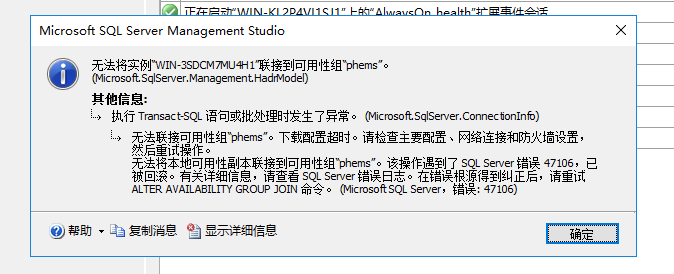 正在启动“WIN-KL2P4VI1SJ1”上的“AlwaysOn_health”扩展事件会话
Microsoft SQL Server Management Studio
无法将实例“WIN-3SDCM7MU4H1”联接到可用性组“phems”。
(Microsoft.SqlServer.Management.HadrModel)
其他信息:
执行 Transact-SQL 语句或批处理时发生了异常。 (Microsoft.SqlServer.ConnectionInfo)
无法联接可用性组“phems”。下载配置超时。请检查主要配置、网络连接和防火墙设置，
然后重试操作。
无法将本地可用性副本联接到可用性组“phems”。该操作遇到了 SQL Server 错误 47106，已
被回滚。有关详细信息，请查看 SQL Server 错误日志。在错误根源得到纠正后，请重试
ALTER AVAILABILITY GROUP JOIN 命令。 (Microsoft SQL Server，错误: 47106)
帮助 复制消息 显示详细信息 确定